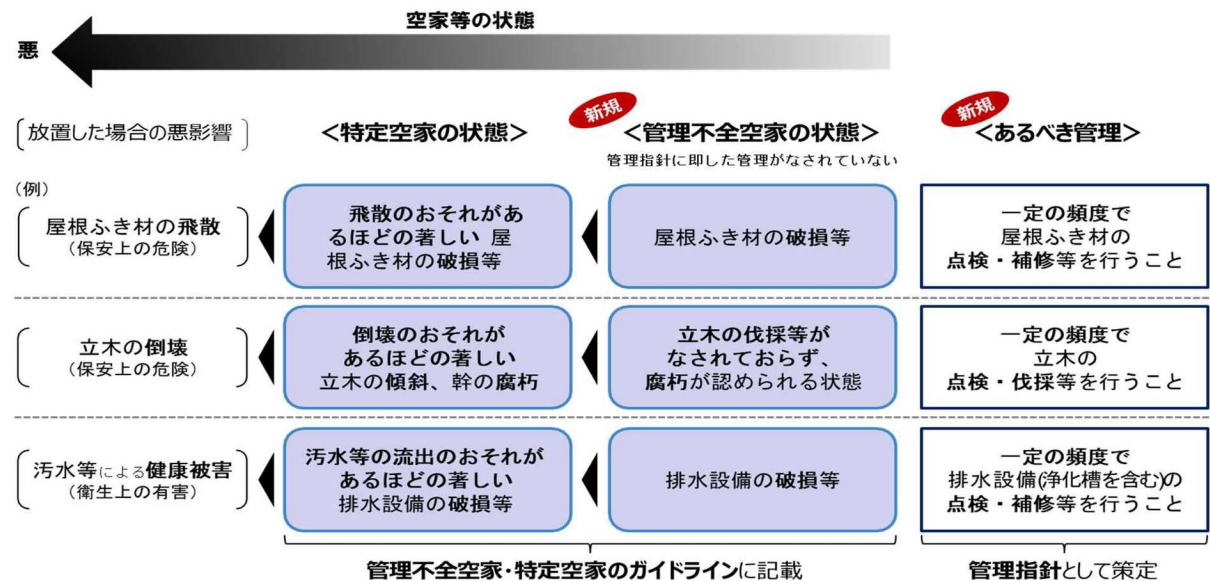 空家等の状態
悪
新規
新規
放置した場合の悪影響
＜特定空家の状態＞
＜管理不全空家の状態＞
＜あるべき管理＞
管理指針に即した管理がなされていない
(例)
屋根ふき材の飛散
(保安上の危険)
飛散のおそれがあ
るほどの著しい 屋
根ふき材の破損等
屋根ふき材の破損等
一定の頻度で
屋根ふき材の
点検・補修等を行うこと
立木の倒壊
(保安上の危険)
倒壊のおそれが
あるほどの著しい
立木の傾斜、幹の腐朽
立木の伐採等が
なされておらず、
腐朽が認められる状態
一定の頻度で
立木の
点検・伐採等を行うこと
汚水等による健康被害
(衛生上の有害)
汚水等の流出のおそれが
あるほどの著しい
排水設備の破損等
排水設備の破損等
一定の頻度で
排水設備(浄化槽を含む)の
点検・補修等を行うこと
管理不全空家・特定空家のガイドラインに記載
管理指針として策定